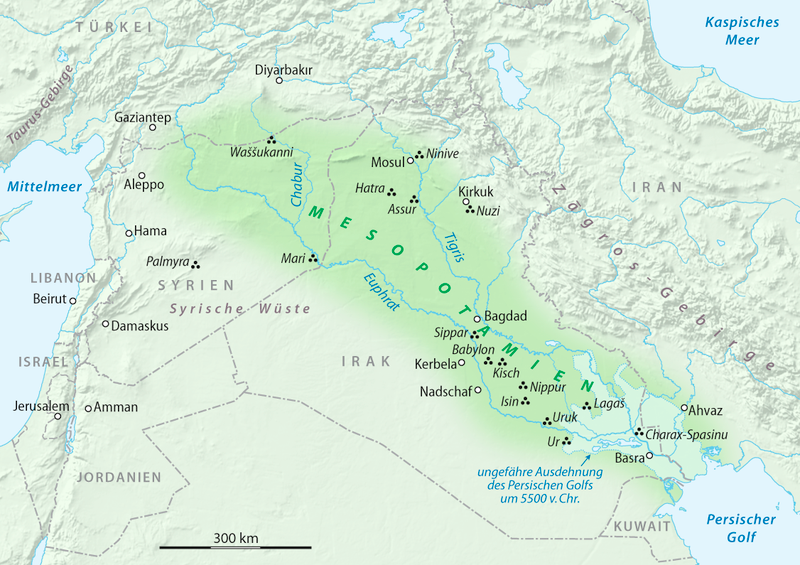 Kaspisches
Meer
TÜRKEI
Diyarbakır
Taurus-Gebirge
Gaziantep
Waššukanni
Mosul
Ninive
Mittelmeer
Aleppo
Chabur
Hatra
Assur
Kirkuk
Nuzi
IRAN
Zagros-Gebirge
MESOPOTAMIEN
Hama
Tigris
Palmyra
Mari
SYRIEN
Euphrat
LIBANON
Beirut
Syrische Wüste
Bagdad
Damaskus
Sippar
Babylon
ISRAEL
IRAK
Kerbela
Kisch
Nippur
Nadschaf
Isin
Lagaš
Jerusalem
Amman
Uruk
Ahvaz
Ur
Charax-Spasinu
Basra
ungefähre Ausdehnung
des Persischen Golfs
um 5500 v. Chr.
JORDANIEN
KUWAIT
Persischer
Golf
300 km